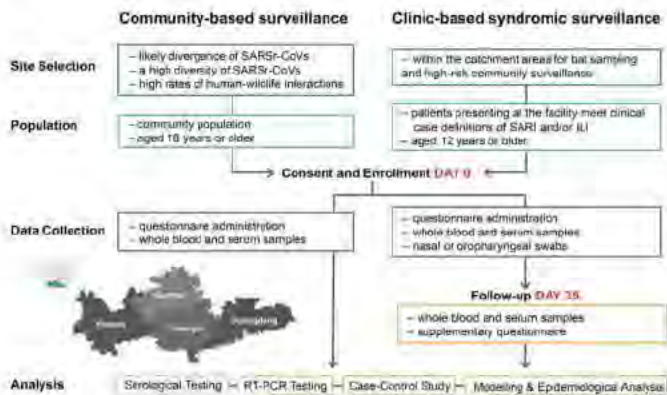 Community-based surveillance
Clinic-based syndromic surveillance
Site Selection
– likely divergence of SARSr-CoVs
– a high diversity of SARSr-CoVs
– high rates of human-wildlife interactions
– within the catchment areas for bat sampling
and high-risk community surveillance
Population
– community population
– aged 18 years or older
– patients presenting at the facility meet clinical
case definitions of SARI and/or ILI
– aged 12 years or older
Consent and Enrollment DAY 0
Data Collection
– questionnaire administration
– whole blood and serum samples
– questionnaire administration
– whole blood and serum samples
– nasal or oropharyngeal swabs
Follow-up DAY 35
– whole blood and serum samples
– supplementary questionnaire
Analysis
Serological Testing
RT-PCR Testing
Case-Control Study
Modelling & Epidemiological Analysis